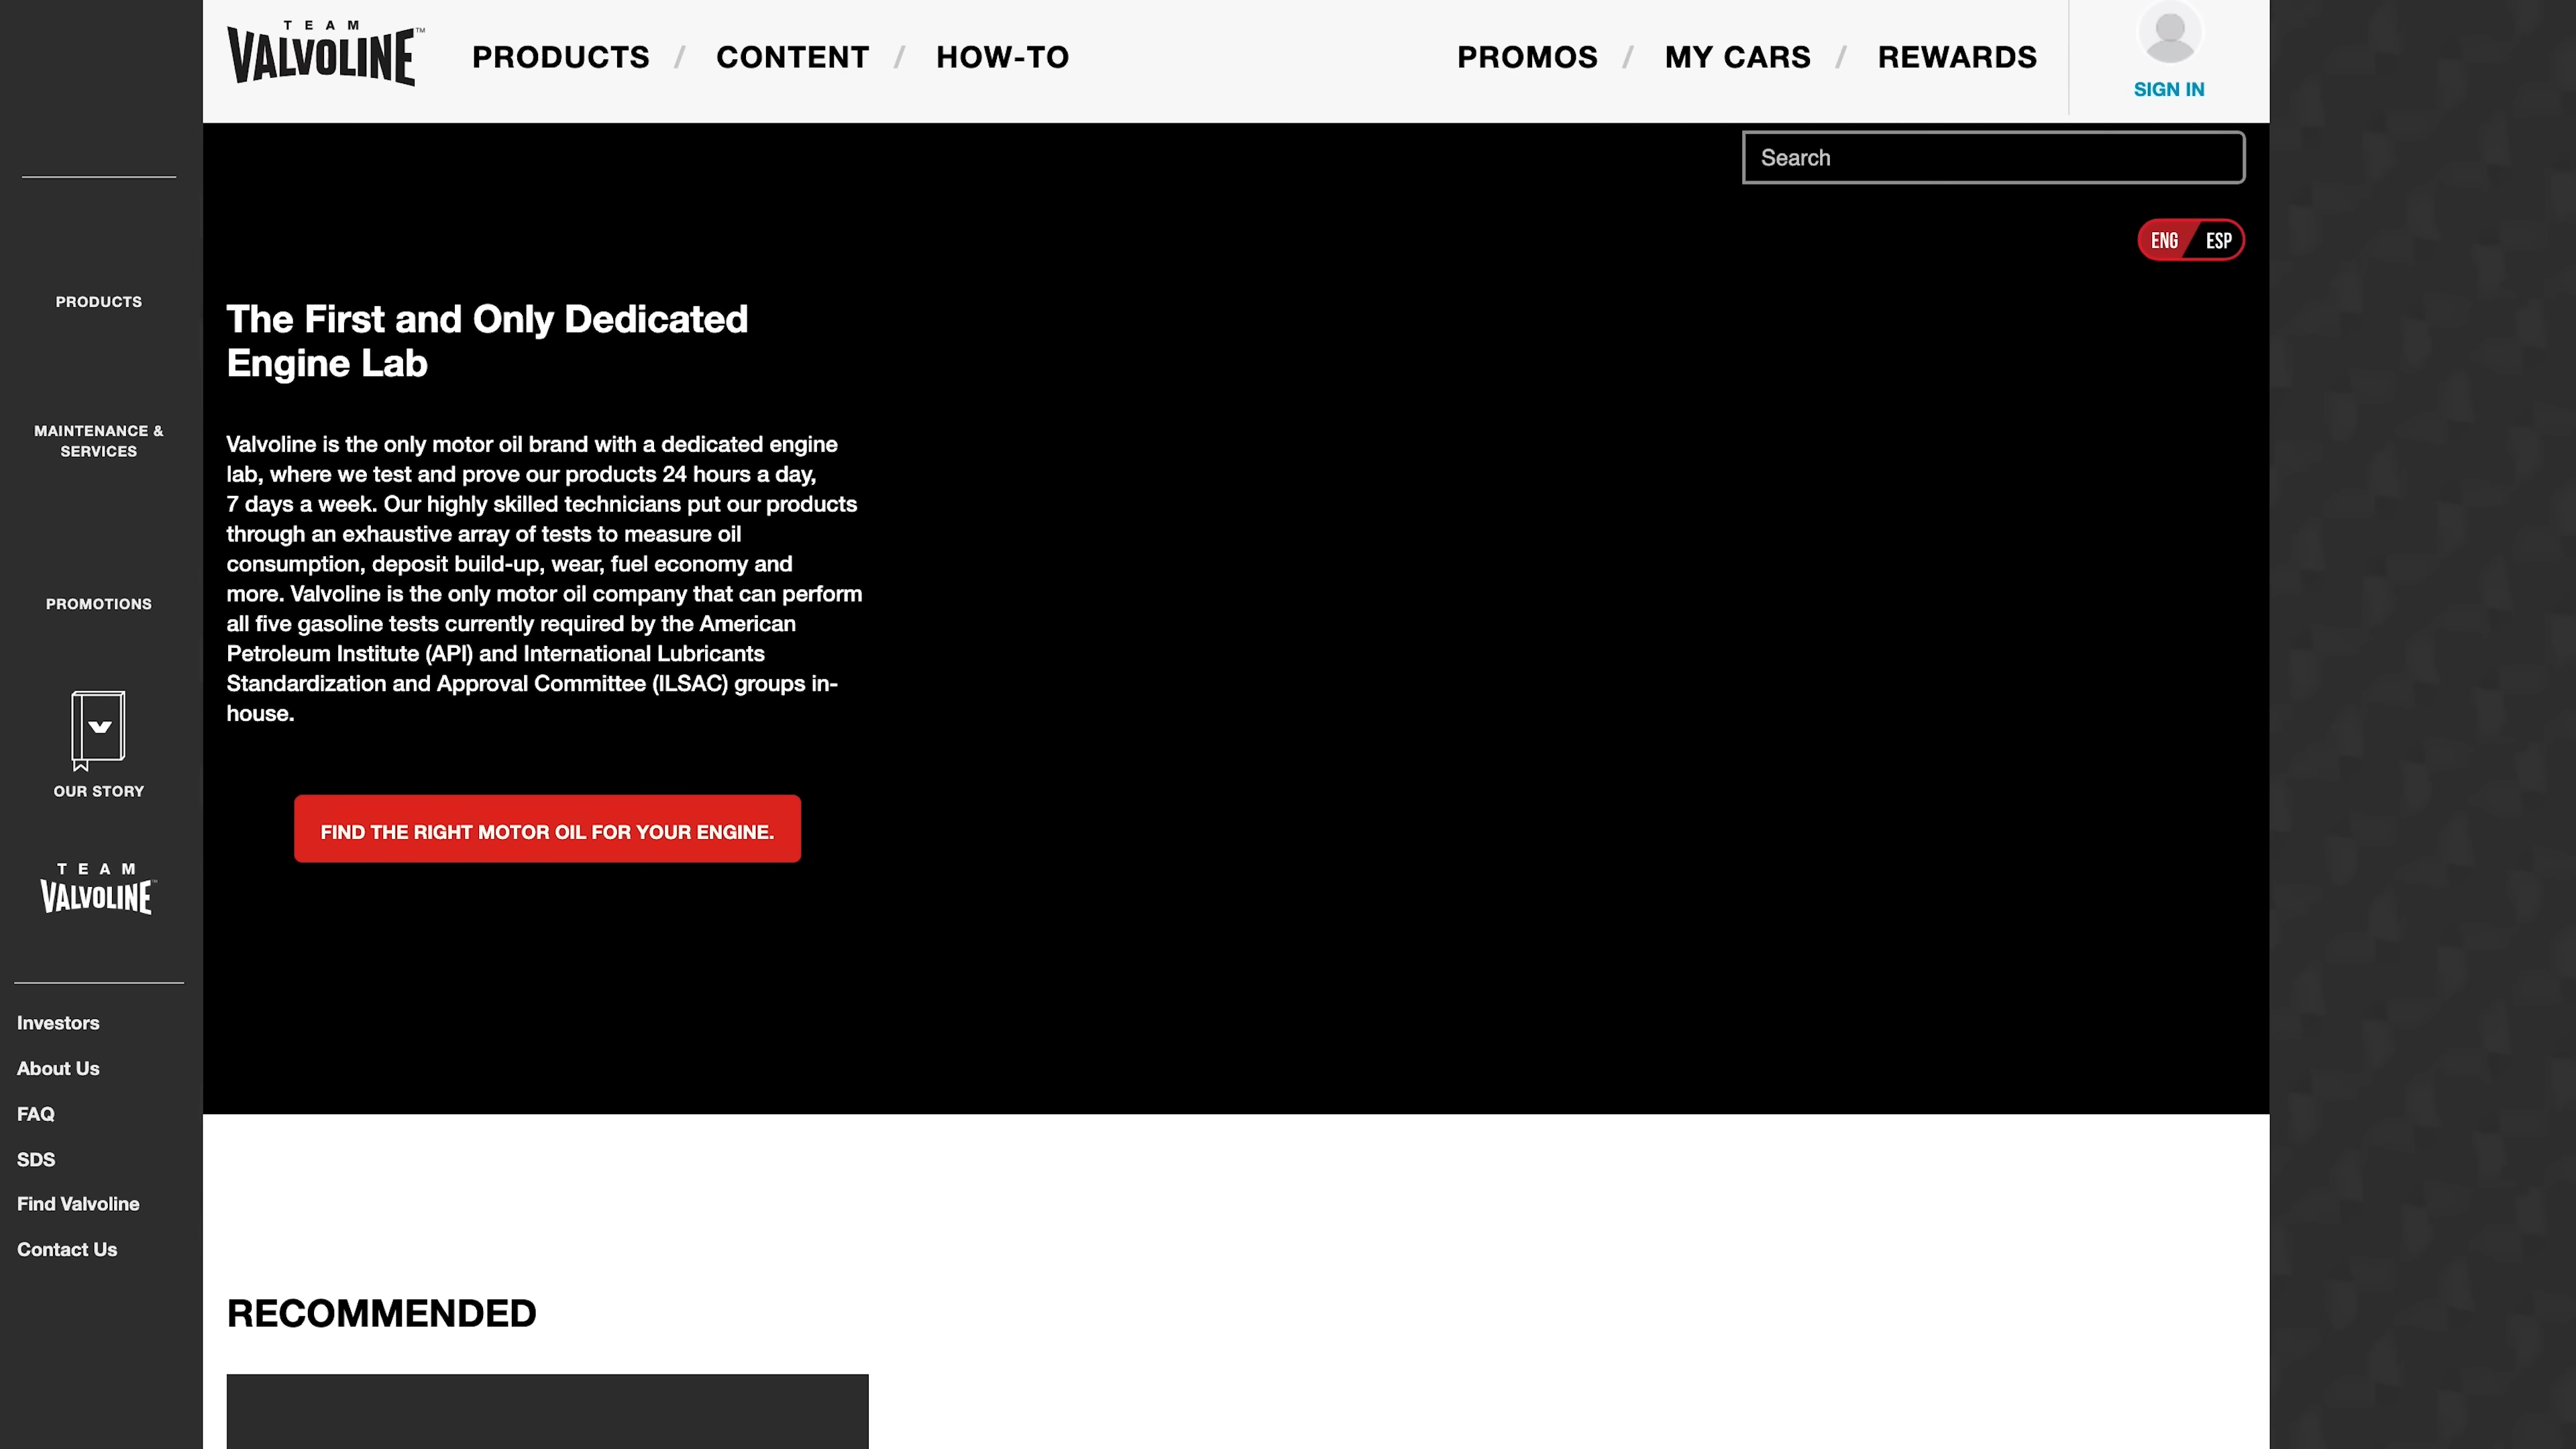 TEAM
VALVOLINE™
PRODUCTS / CONTENT / HOW-TO
PROMOS / MY CARS / REWARDS
SIGN IN
Search
ENG ESP
PRODUCTS
MAINTENANCE &
SERVICES
PROMOTIONS
OUR STORY
TEAM
VALVOLINE™
Investors
About Us
FAQ
SDS
Find Valvoline
Contact Us
The First and Only Dedicated
Engine Lab
Valvoline is the only motor oil brand with a dedicated engine
lab, where we test and prove our products 24 hours a day,
7 days a week. Our highly skilled technicians put our products
through an exhaustive array of tests to measure oil
consumption, deposit build-up, wear, fuel economy and
more. Valvoline is the only motor oil company that can perform
all five gasoline tests currently required by the American
Petroleum Institute (API) and International Lubricants
Standardization and Approval Committee (ILSAC) groups in-
house.
FIND THE RIGHT MOTOR OIL FOR YOUR ENGINE.
RECOMMENDED